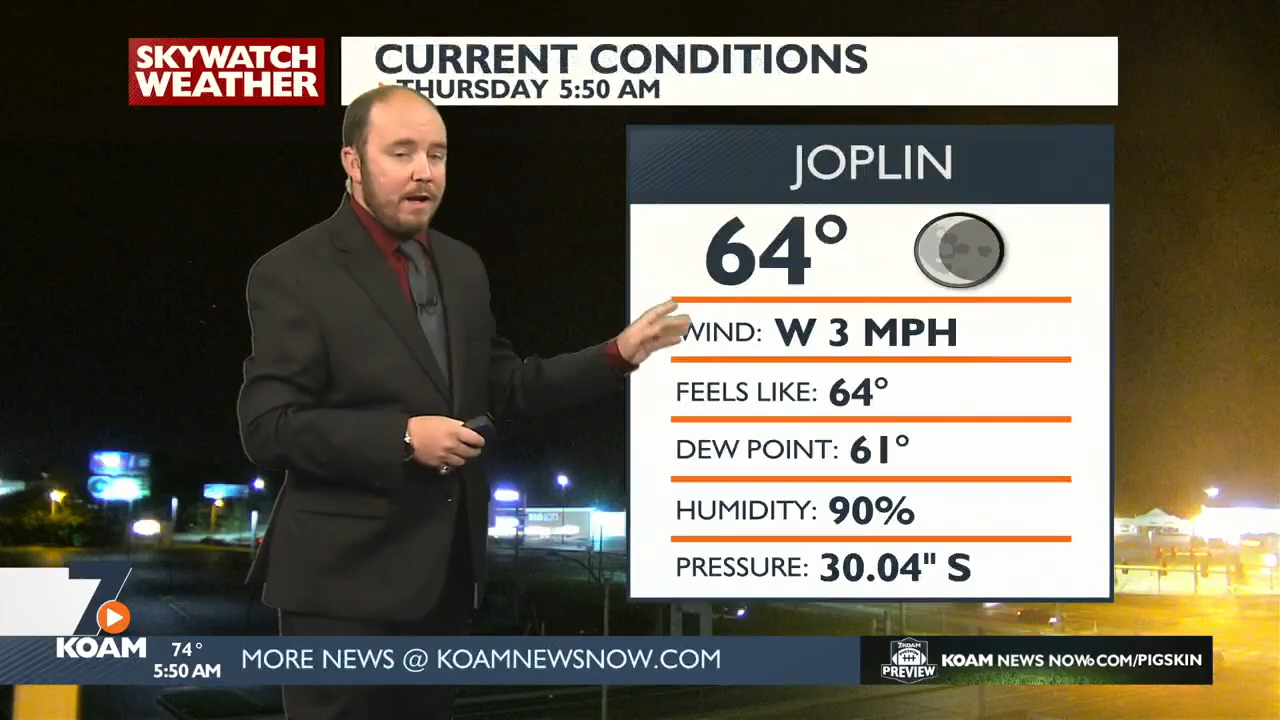 SKYWATCH
WEATHER
CURRENT CONDITIONS
THURSDAY 5:50 AM
JOPLIN
64°
WIND: W 3 MPH
FEELS LIKE: 64°
DEW POINT: 61°
HUMIDITY: 90%
PRESSURE: 30.04" S
7
KOAM
74°
5:50 AM
MORE NEWS @ KOAMNEWSNOW.COM
7KOAM
PREVIEW
KOAM NEWS NOW.COM/PIGSKIN